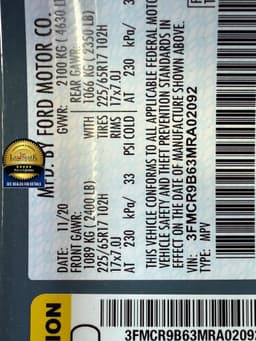 MFD. BY FORD MOTOR CO.
11/20
GVWR:
2100 KG ( 4630 LB)
FRONT GAWR:
REAR GAWR:
1089 KG ( 2400 LB)
WITH
1066 KG ( 2350 LB)
225/65R17 102H
TIRES
225/65R17 102H
17x7.0J
RIMS
17x7.0J
AT 230 kPa/ 33 PSI COLD
AT 230 kPa/
THIS VEHICLE CONFORMS TO ALL APPLICABLE FEDERAL MOTOR
VEHICLE SAFETY AND THEFT PREVENTION STANDARDS IN
EFFECT ON THE DATE OF MANUFACTURE SHOWN ABOVE.
VIN: 3FMCR9B63MRA02092
TYPE: MPV
3FMCR9B63MRA02092